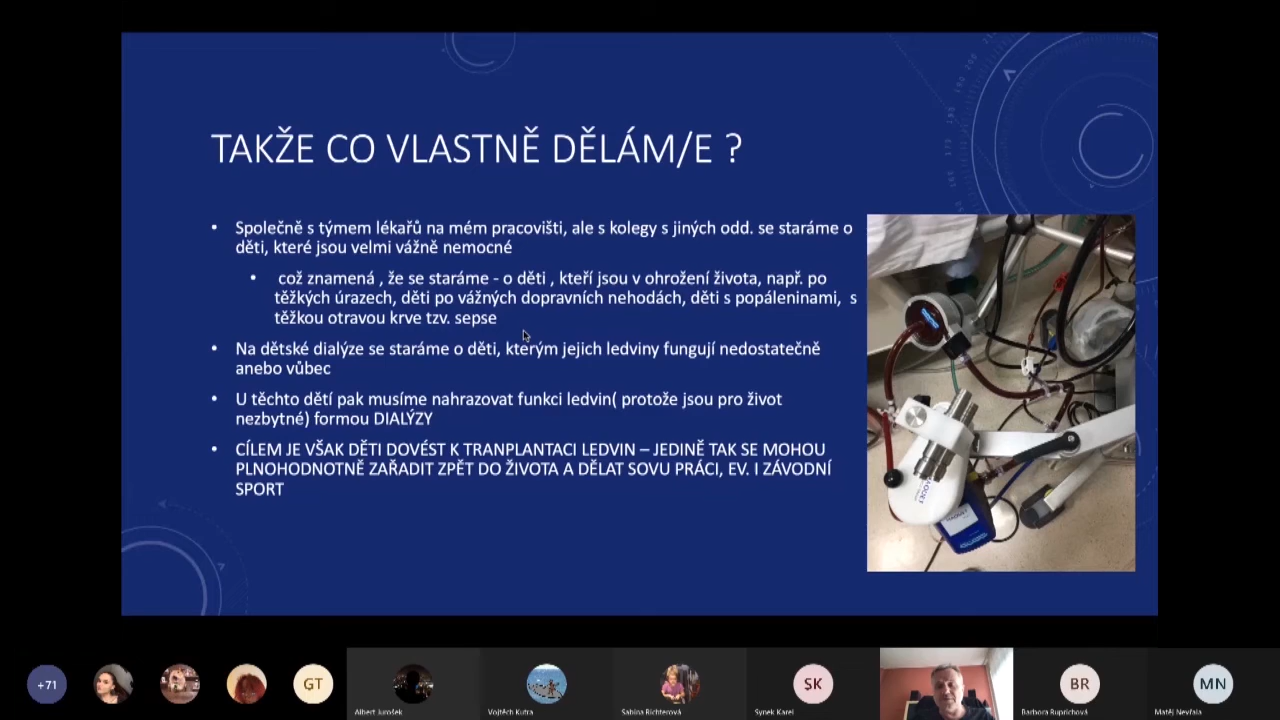 TAKŽE CO VLASTNĚ DĚLÁM/E ?
• Společně s týmem lékařů na mém pracovišti, ale s kolegy s jiných odd. se staráme o
děti, které jsou velmi vážně nemocné
• což znamená , že se staráme - o děti , kteří jsou v ohrožení života, např. po
těžkých úrazech, děti po vážných dopravních nehodách, děti s popáleninami, s
těžkou otravou krve tzv. sepse
• Na dětské dialýze se staráme o děti, kterým jejich ledviny fungují nedostatečně
anebo vůbec
• U těchto dětí pak musíme nahrazovat funkci ledvin( protože jsou pro život
nezbytné) formou DIALÝZY
• CÍLEM JE VŠAK DĚTI DOVÉST K TRANPLANTACI LEDVIN – JEDINĚ TAK SE MOHOU
PLNOHODNOTNĚ ZAŘADIT ZPĚT DO ŽIVOTA A DĚLAT SOVU PRÁCI, EV. I ZÁVODNÍ
SPORT
+71
GT
SK
BR
MN
Albert Jurošek
Vojtěch Kutra
Sabina Richterová
Synek Karel
Barbora Ruprichová
Matěj Nevřala